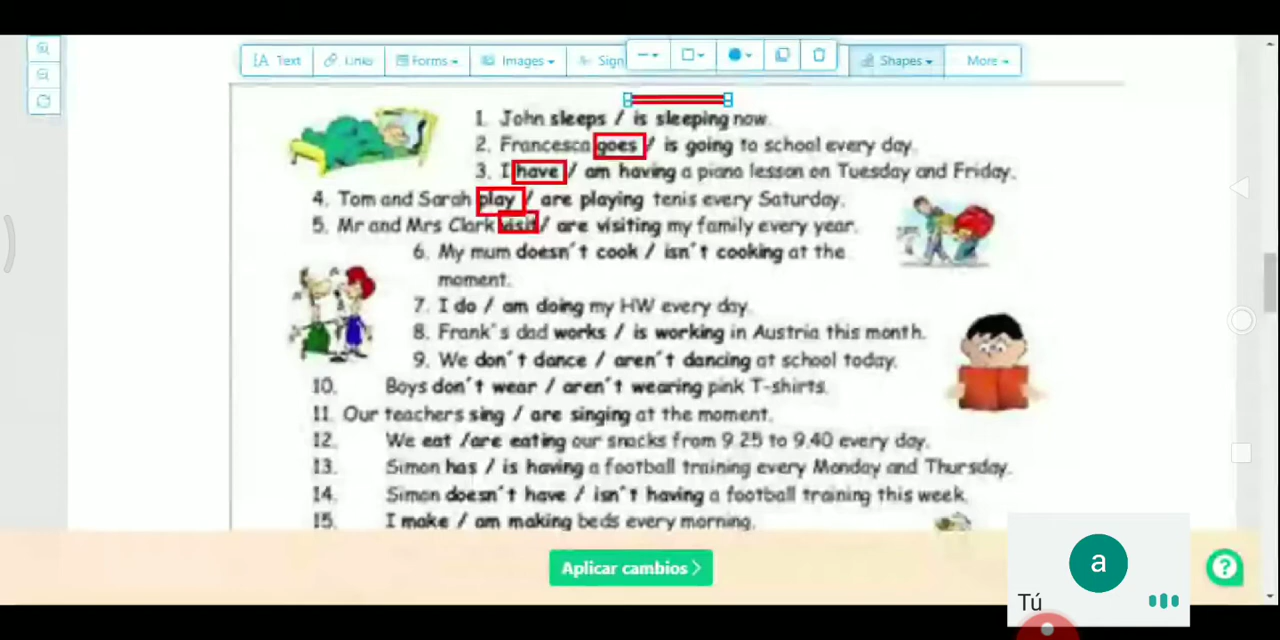 Text Links Forms Images Sign Shapes More
1. John sleeps / is sleeping now.
2. Francesca goes / is going to school every day.
3. I have / am having a piano lesson on Tuesday and Friday.
4. Tom and Sarah play / are playing tenis every Saturday.
5. Mr and Mrs Clark visit / are visiting my family every year.
6. My mum doesn´t cook / isn´t cooking at the
moment.
7. I do / am doing my HW every day.
8. Frank´s dad works / is working in Austria this month.
9. We don´t dance / aren´t dancing at school today.
10. Boys don´t wear / aren´t wearing pink T-shirts.
11. Our teachers sing / are singing at the moment.
12. We eat /are eating our snacks from 9.25 to 9.40 every day.
13. Simon has / is having a football training every Monday and Thursday.
14. Simon doesn´t have / isn´t having a football training this week.
15. I make / am making beds every morning.
Aplicar cambios
?
a
Tú